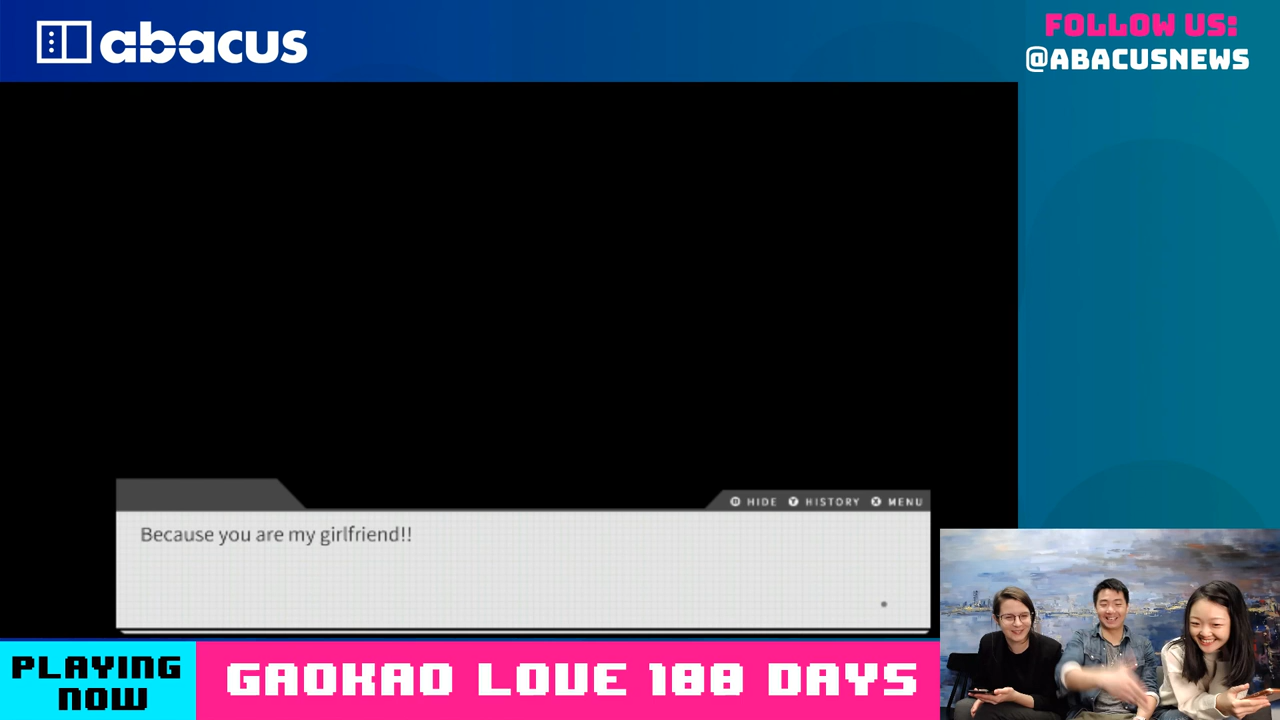 abacus
FOLLOW US:
@ABACUSNEWS
HIDE
HISTORY
MENU
Because you are my girlfriend!!
PLAYING
NOW
GAOKAO LOVE 100 DAYS